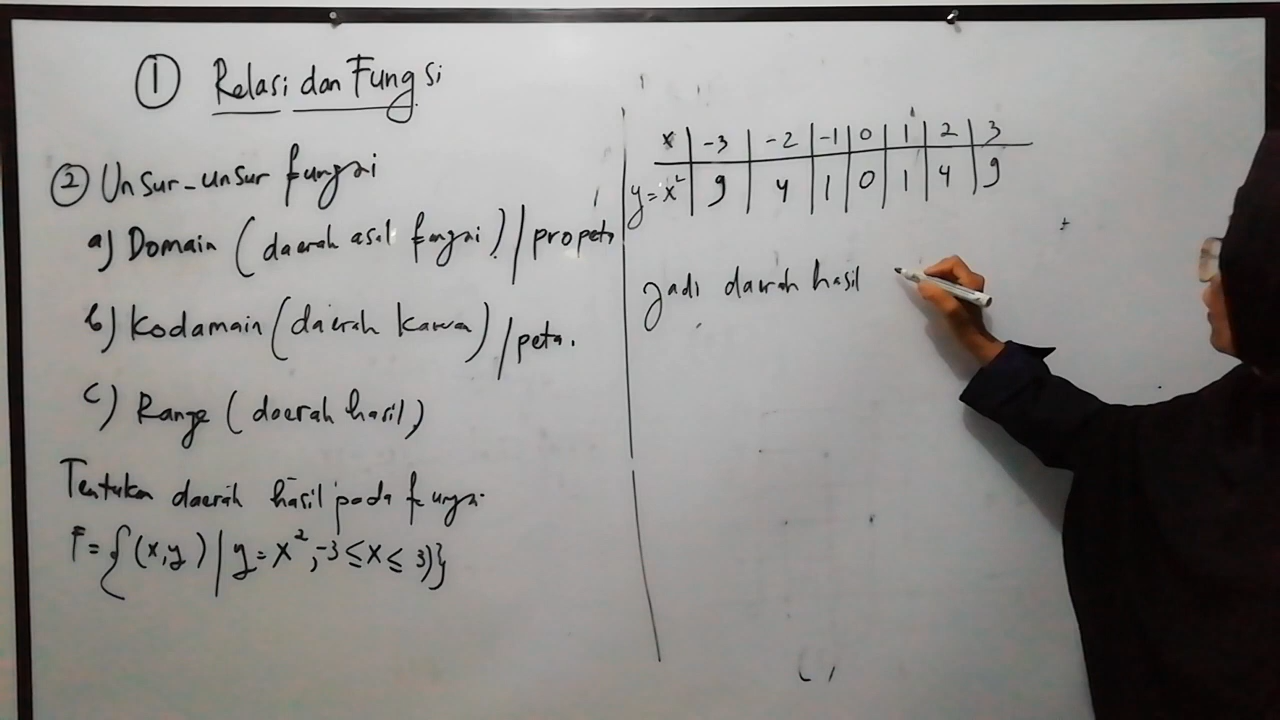 ① Relasi dan Fungsi
② Unsur-unsur fungsi
a) Domain (daerah asal fungsi) / propeta
b) Kodamain (daerah kawan) / peta.
c) Range (daerah hasil)
Tentukan daerah hasil pada fungsi
F = {(x,y) | y = x², -3 ≤ x ≤ 3)}
x | -3 | -2 | -1 | 0 | 1 | 2 | 3
y = x² | 9 | 4 | 1 | 0 | 1 | 4 | 9
Jadi daerah hasil